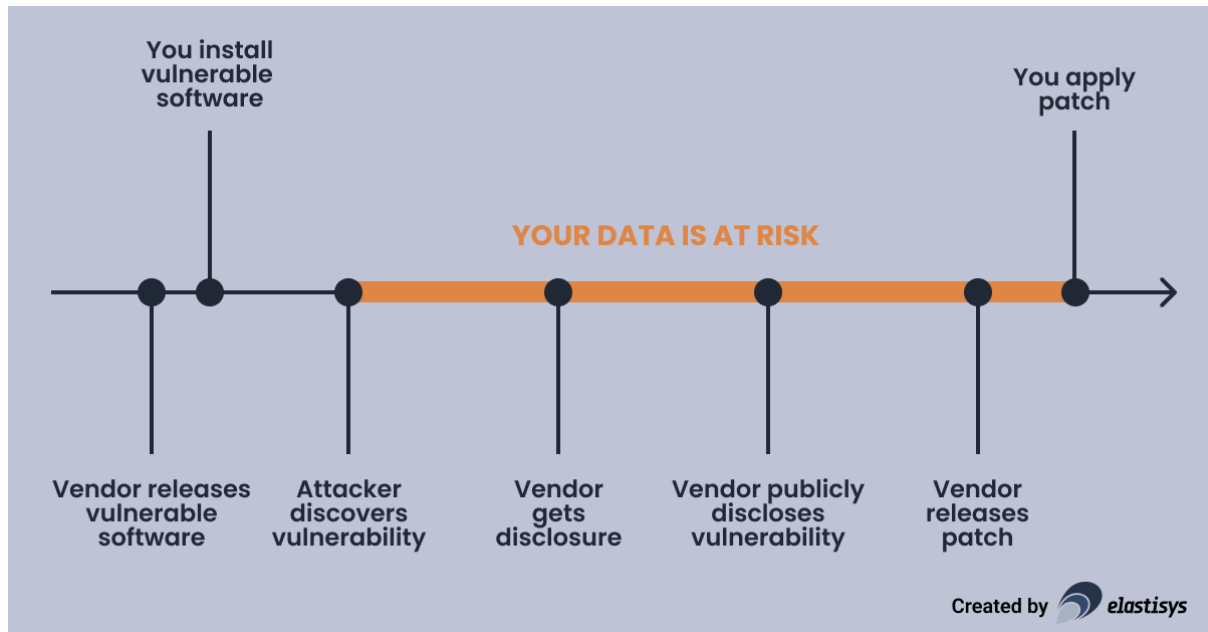 You install
vulnerable
software
You apply
patch
YOUR DATA IS AT RISK
Vendor releases
vulnerable
software
Attacker
discovers
vulnerability
Vendor
gets
disclosure
Vendor publicly
discloses
vulnerability
Vendor
releases
patch
Created by elastisys